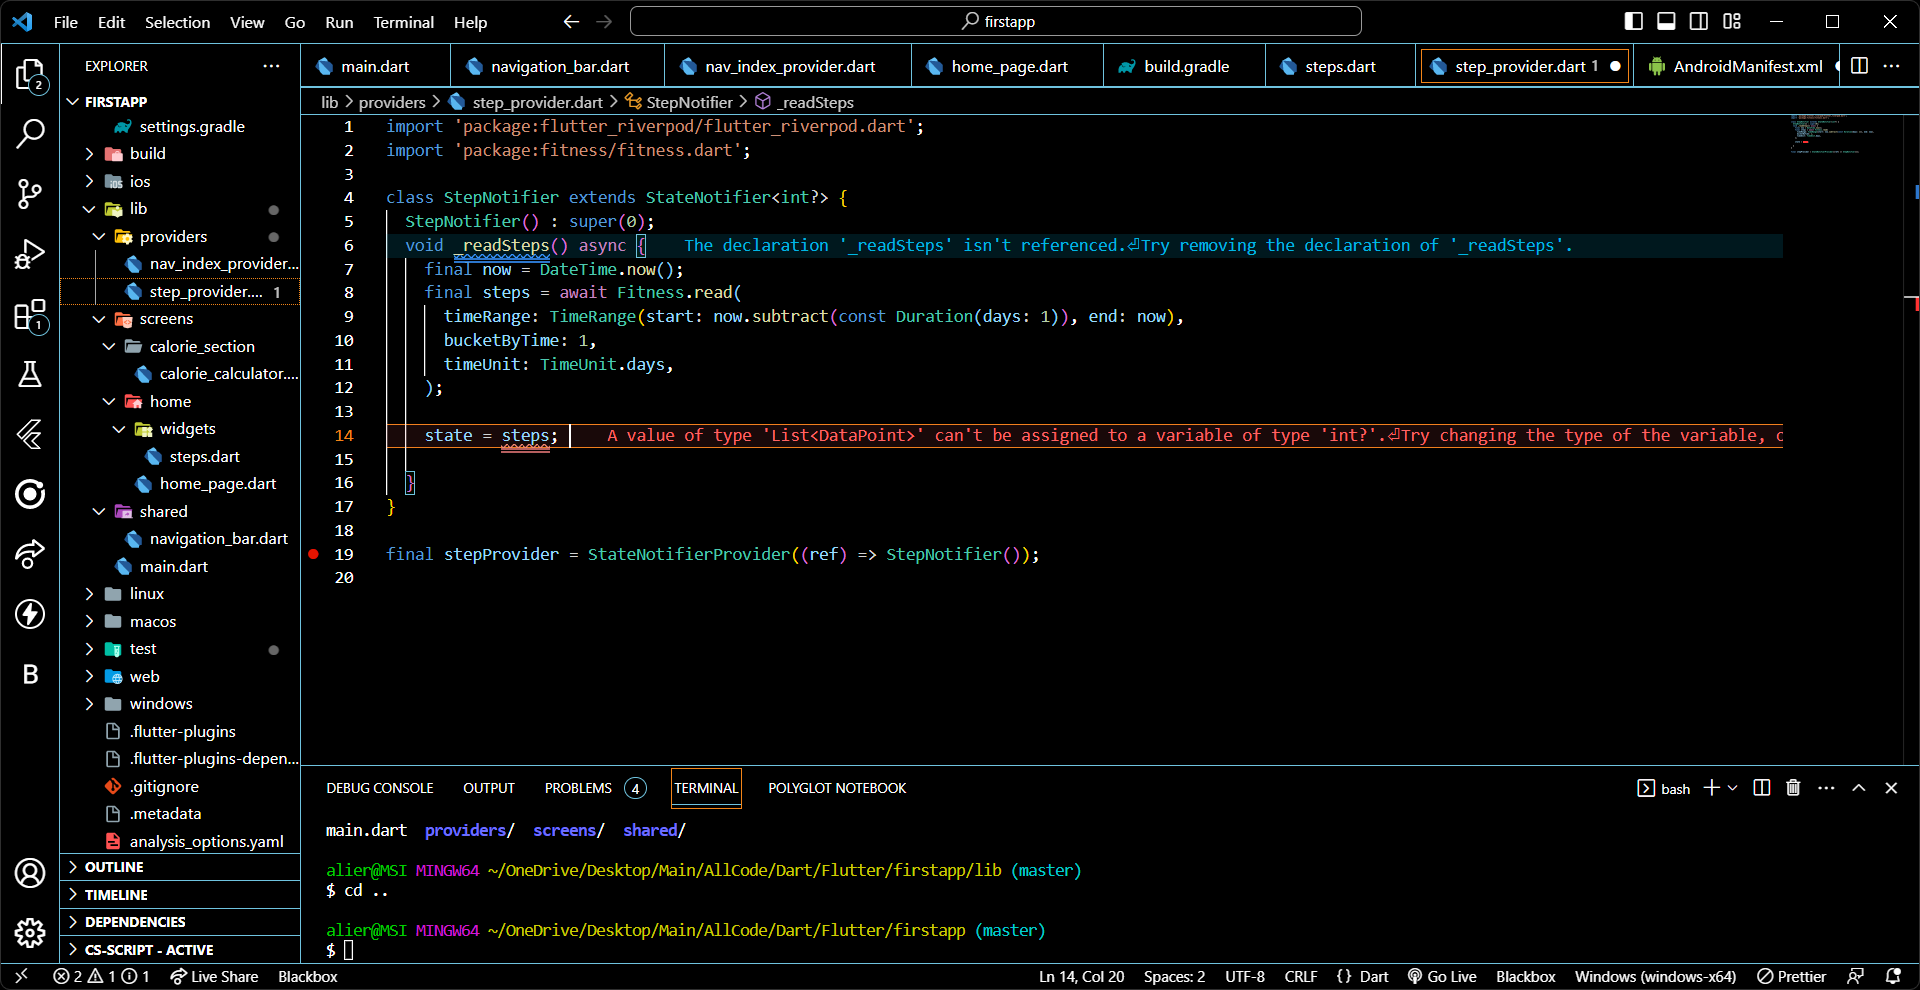 File Edit Selection View Go Run Terminal Help
firstapp
EXPLORER
main.dart
navigation_bar.dart
nav_index_provider.dart
home_page.dart
build.gradle
steps.dart
step_provider.dart 1
AndroidManifest.xml
lib > providers > step_provider.dart > StepNotifier > _readSteps
2
1
FIRSTAPP
settings.gradle
build
ios
lib
providers
nav_index_provider...
step_provider.... 1
screens
calorie_section
calorie_calculator....
home
widgets
steps.dart
home_page.dart
shared
navigation_bar.dart
main.dart
linux
macos
test
web
windows
.flutter-plugins
.flutter-plugins-depen...
.gitignore
.metadata
analysis_options.yaml
OUTLINE
TIMELINE
DEPENDENCIES
CS-SCRIPT - ACTIVE
B
1 import 'package:flutter_riverpod/flutter_riverpod.dart';
2 import 'package:fitness/fitness.dart';
3
4 class StepNotifier extends StateNotifier<int?> {
5 StepNotifier() : super(0);
6 void _readSteps() async { The declaration '_readSteps' isn't referenced.⏎Try removing the declaration of '_readSteps'.
7 final now = DateTime.now();
8 final steps = await Fitness.read(
9 timeRange: TimeRange(start: now.subtract(const Duration(days: 1)), end: now),
10 bucketByTime: 1,
11 timeUnit: TimeUnit.days,
12 );
13
14 state = steps; A value of type 'List<DataPoint>' can't be assigned to a variable of type 'int?'.⏎Try changing the type of the variable, c
15
16 }
17 }
18
19 final stepProvider = StateNotifierProvider((ref) => StepNotifier());
20
DEBUG CONSOLE OUTPUT PROBLEMS 4 TERMINAL POLYGLOT NOTEBOOK
bash
main.dart providers/ screens/ shared/
alier@MSI MINGW64 ~/OneDrive/Desktop/Main/AllCode/Dart/Flutter/firstapp/lib (master)
$ cd ..
alier@MSI MINGW64 ~/OneDrive/Desktop/Main/AllCode/Dart/Flutter/firstapp (master)
$
2 1 1 Live Share Blackbox
Ln 14, Col 20 Spaces: 2 UTF-8 CRLF {} Dart Go Live Blackbox Windows (windows-x64) Prettier